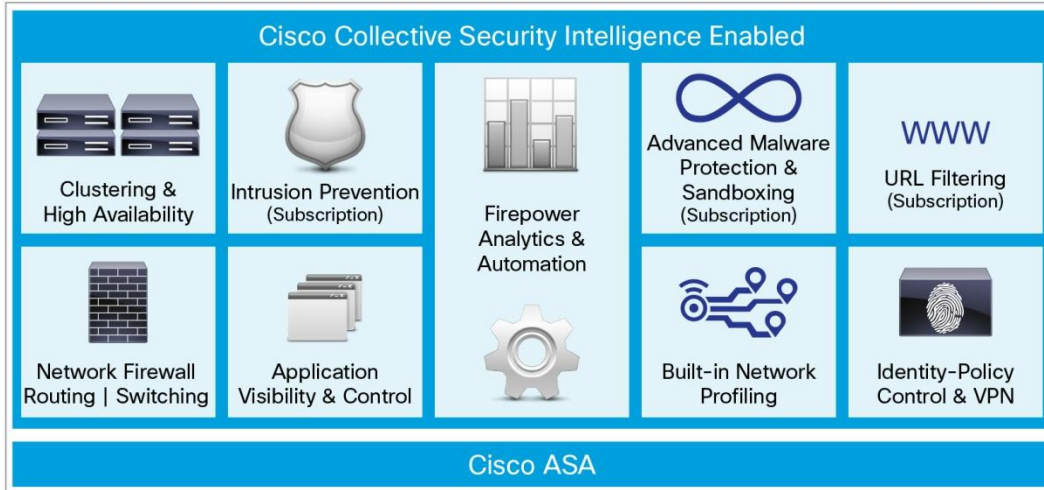 Cisco Collective Security Intelligence Enabled
Clustering &
High Availability
Intrusion Prevention
(Subscription)
Firepower
Analytics &
Automation
Advanced Malware
Protection &
Sandboxing
(Subscription)
WWW
URL Filtering
(Subscription)
Network Firewall
Routing | Switching
Application
Visibility & Control
Built-in Network
Profiling
Identity-Policy
Control & VPN
Cisco ASA